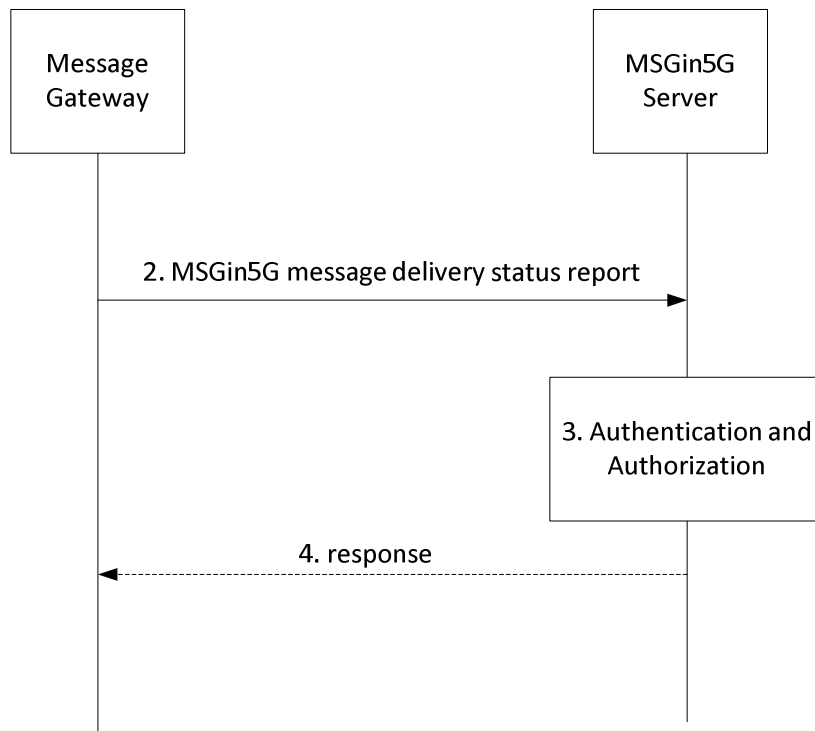 Message
Gateway
MSGin5G
Server
2. MSGin5G message delivery status report
3. Authentication and
Authorization
4. response